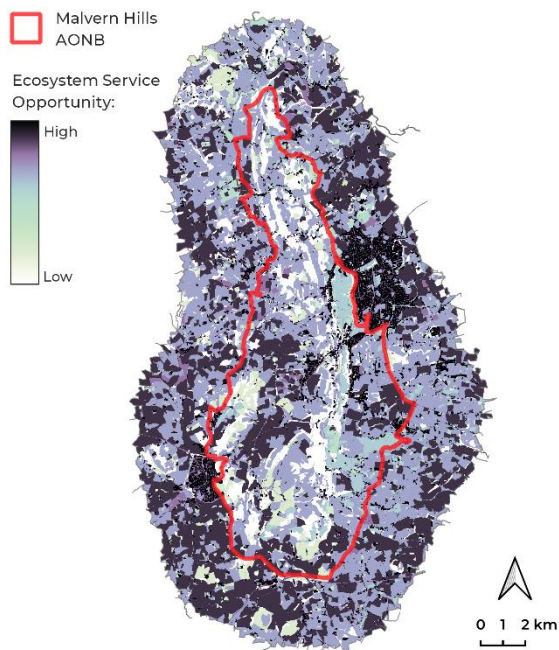 Malvern Hills
AONB
Ecosystem Service
Opportunity:
High
Low
0 1 2 km